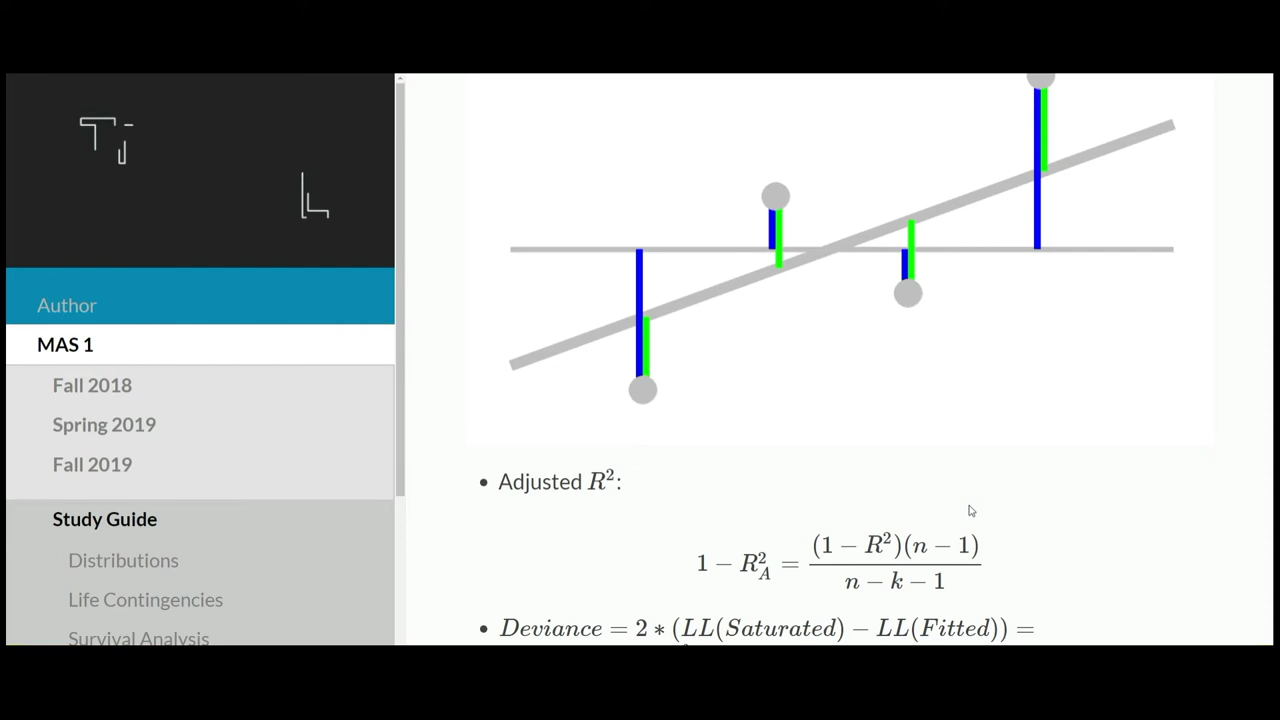 Author
MAS 1
Fall 2018
Spring 2019
Fall 2019
Study Guide
Distributions
Life Contingencies
Survival Analysis
• Adjusted R²:
1 − R²_A = (1 − R²)(n − 1) / n − k − 1
• Deviance = 2 * (LL(Saturated) − LL(Fitted)) =